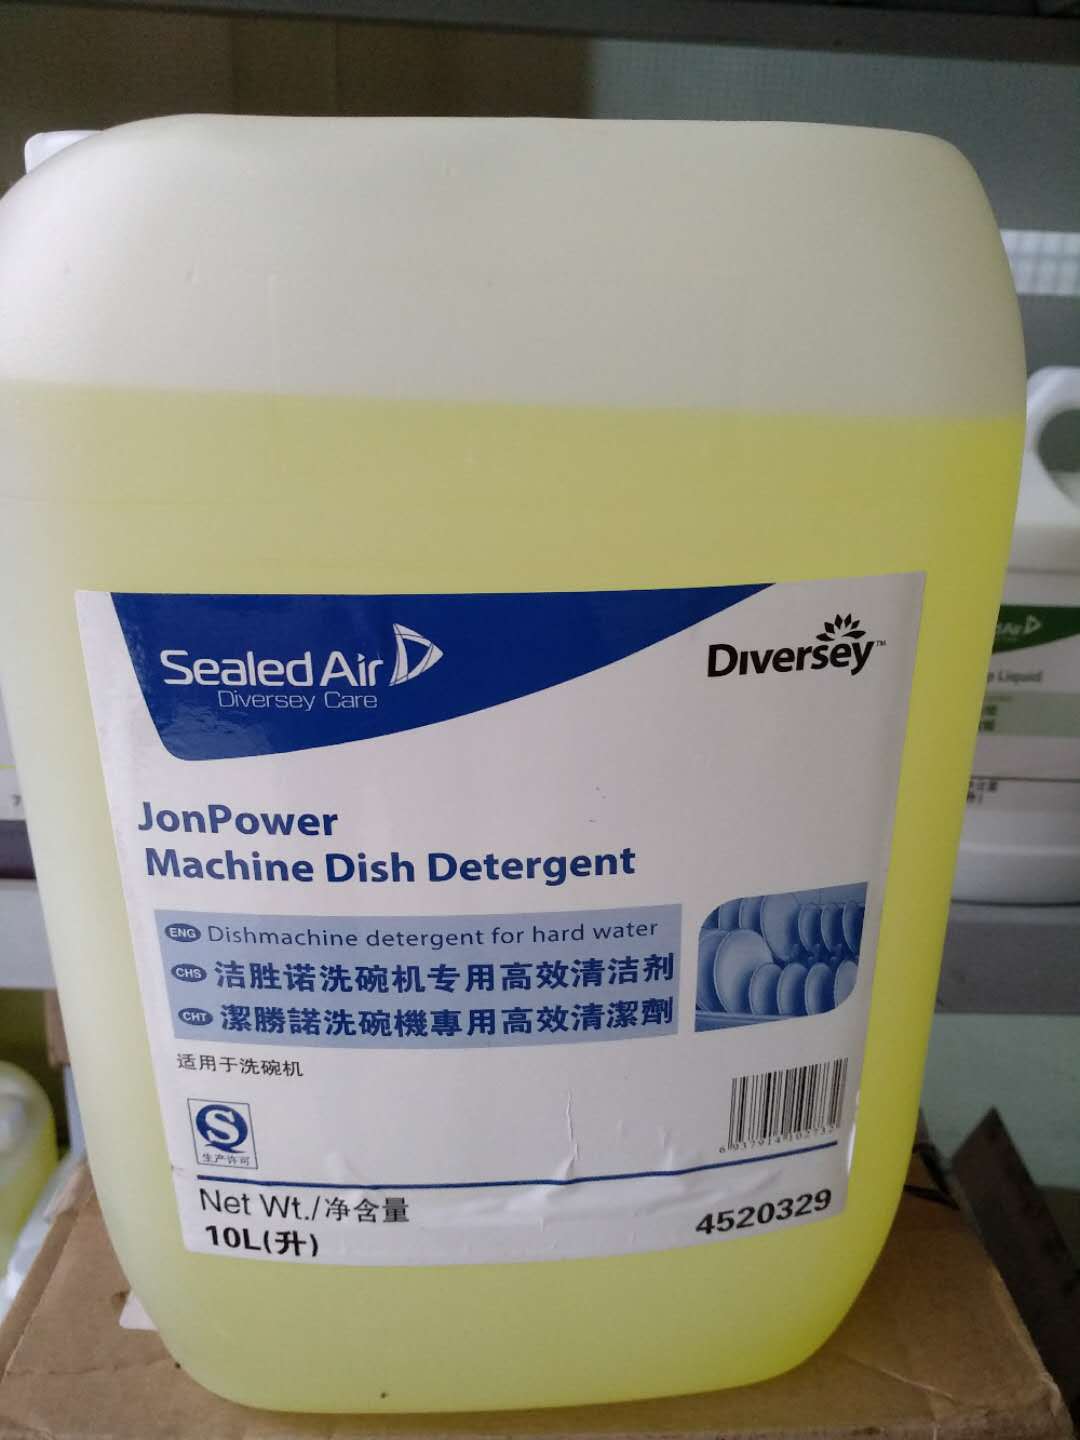 Sealed Air
Diversey Care
Diversey™
JonPower
Machine Dish Detergent
ENG Dishmachine detergent for hard water
CHS 洁胜诺洗碗机专用高效清洁剂
CHT 潔勝諾洗碗機專用高效清潔劑
适用于洗碗机
生产许可
Net Wt./净含量
10L(升)
4520329
Liquid